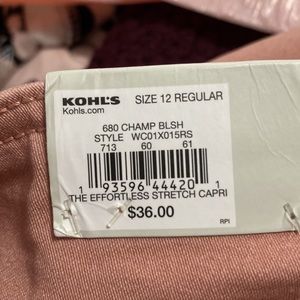 KOHL'S SIZE 12 REGULAR
Kohls.com
680 CHAMP BLSH
STYLE WC01X015RS
713 60 61
1 93596 44420 1
THE EFFORTLESS STRETCH CAPRI
$36.00
RPI